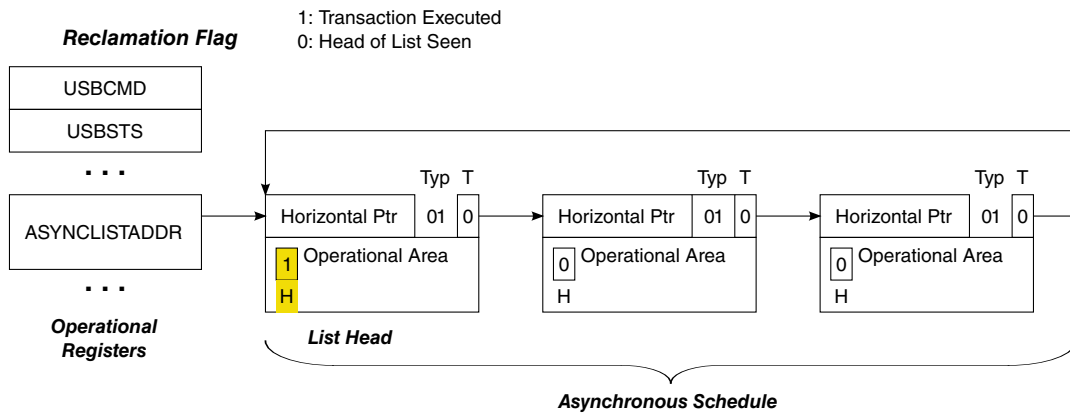 1: Transaction Executed
Reclamation Flag
0: Head of List Seen
USBCMD
USBSTS
...
Typ T Typ T Typ T
ASYNCLISTADDR
Horizontal Ptr 01 0 Horizontal Ptr 01 0 Horizontal Ptr 01 0
1 Operational Area 0 Operational Area 0 Operational Area
H H H
...
Operational
Registers
List Head
Asynchronous Schedule